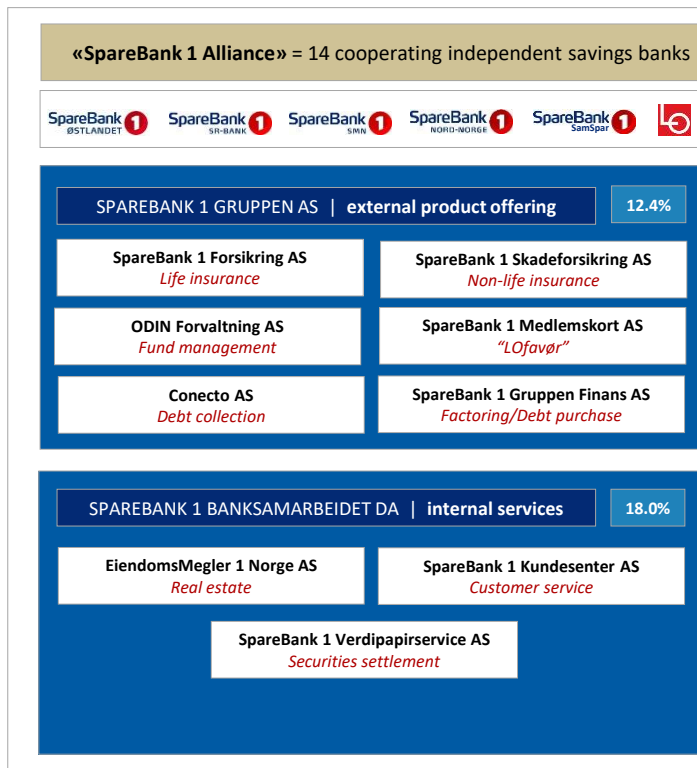 «SpareBank 1 Alliance» = 14 cooperating independent savings banks
SpareBank 1 ØSTLANDET
SpareBank 1 SR-BANK
SpareBank 1 SMN
SpareBank 1 NORD-NORGE
SpareBank 1 SamSpar
LO
SPAREBANK 1 GRUPPEN AS | external product offering
12.4%
SpareBank 1 Forsikring AS
Life insurance
SpareBank 1 Skadeforsikring AS
Non-life insurance
ODIN Forvaltning AS
Fund management
SpareBank 1 Medlemskort AS
“LOfavør”
Conecto AS
Debt collection
SpareBank 1 Gruppen Finans AS
Factoring/Debt purchase
SPAREBANK 1 BANKSAMARBEIDET DA | internal services
18.0%
EiendomsMegler 1 Norge AS
Real estate
SpareBank 1 Kundesenter AS
Customer service
SpareBank 1 Verdipapirservice AS
Securities settlement